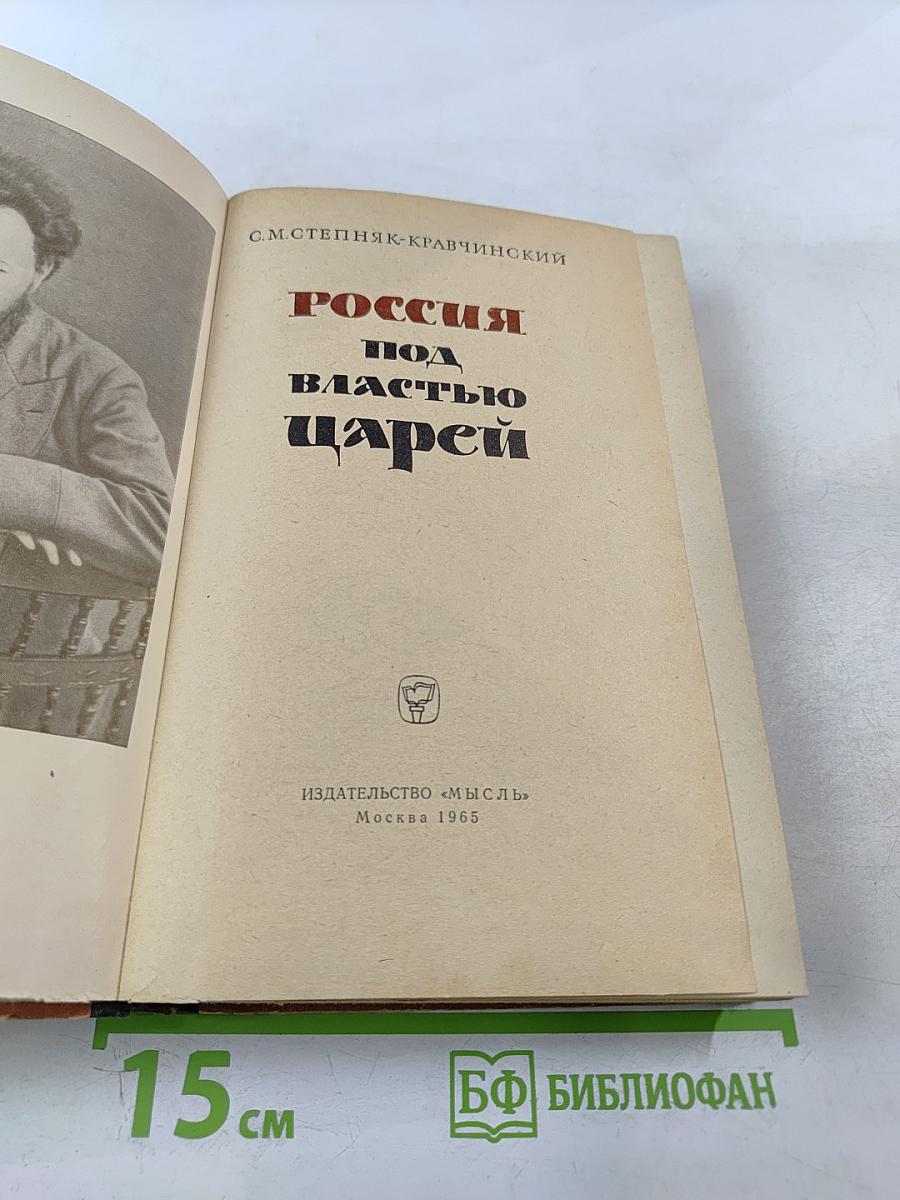 С.М.СТЕПНЯК-КРАВЧИНСКИЙ
РОССИЯ
ПОД
ВЛАСТЬЮ
ЦАРЕЙ
ИЗДАТЕЛЬСТВО «МЫСЛЬ»
Москва 1965
15 см
БФ БИБЛИОФАН